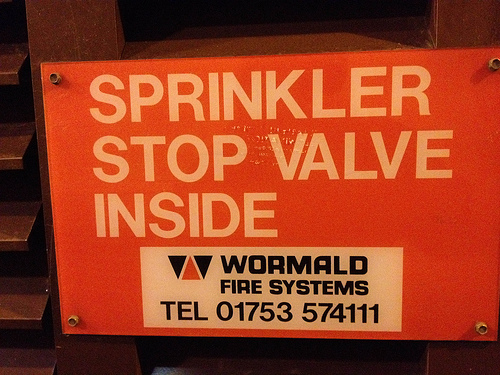 SPRINKLER
STOP VALVE
INSIDE
WORMALD
FIRE SYSTEMS
TEL 01753 574111